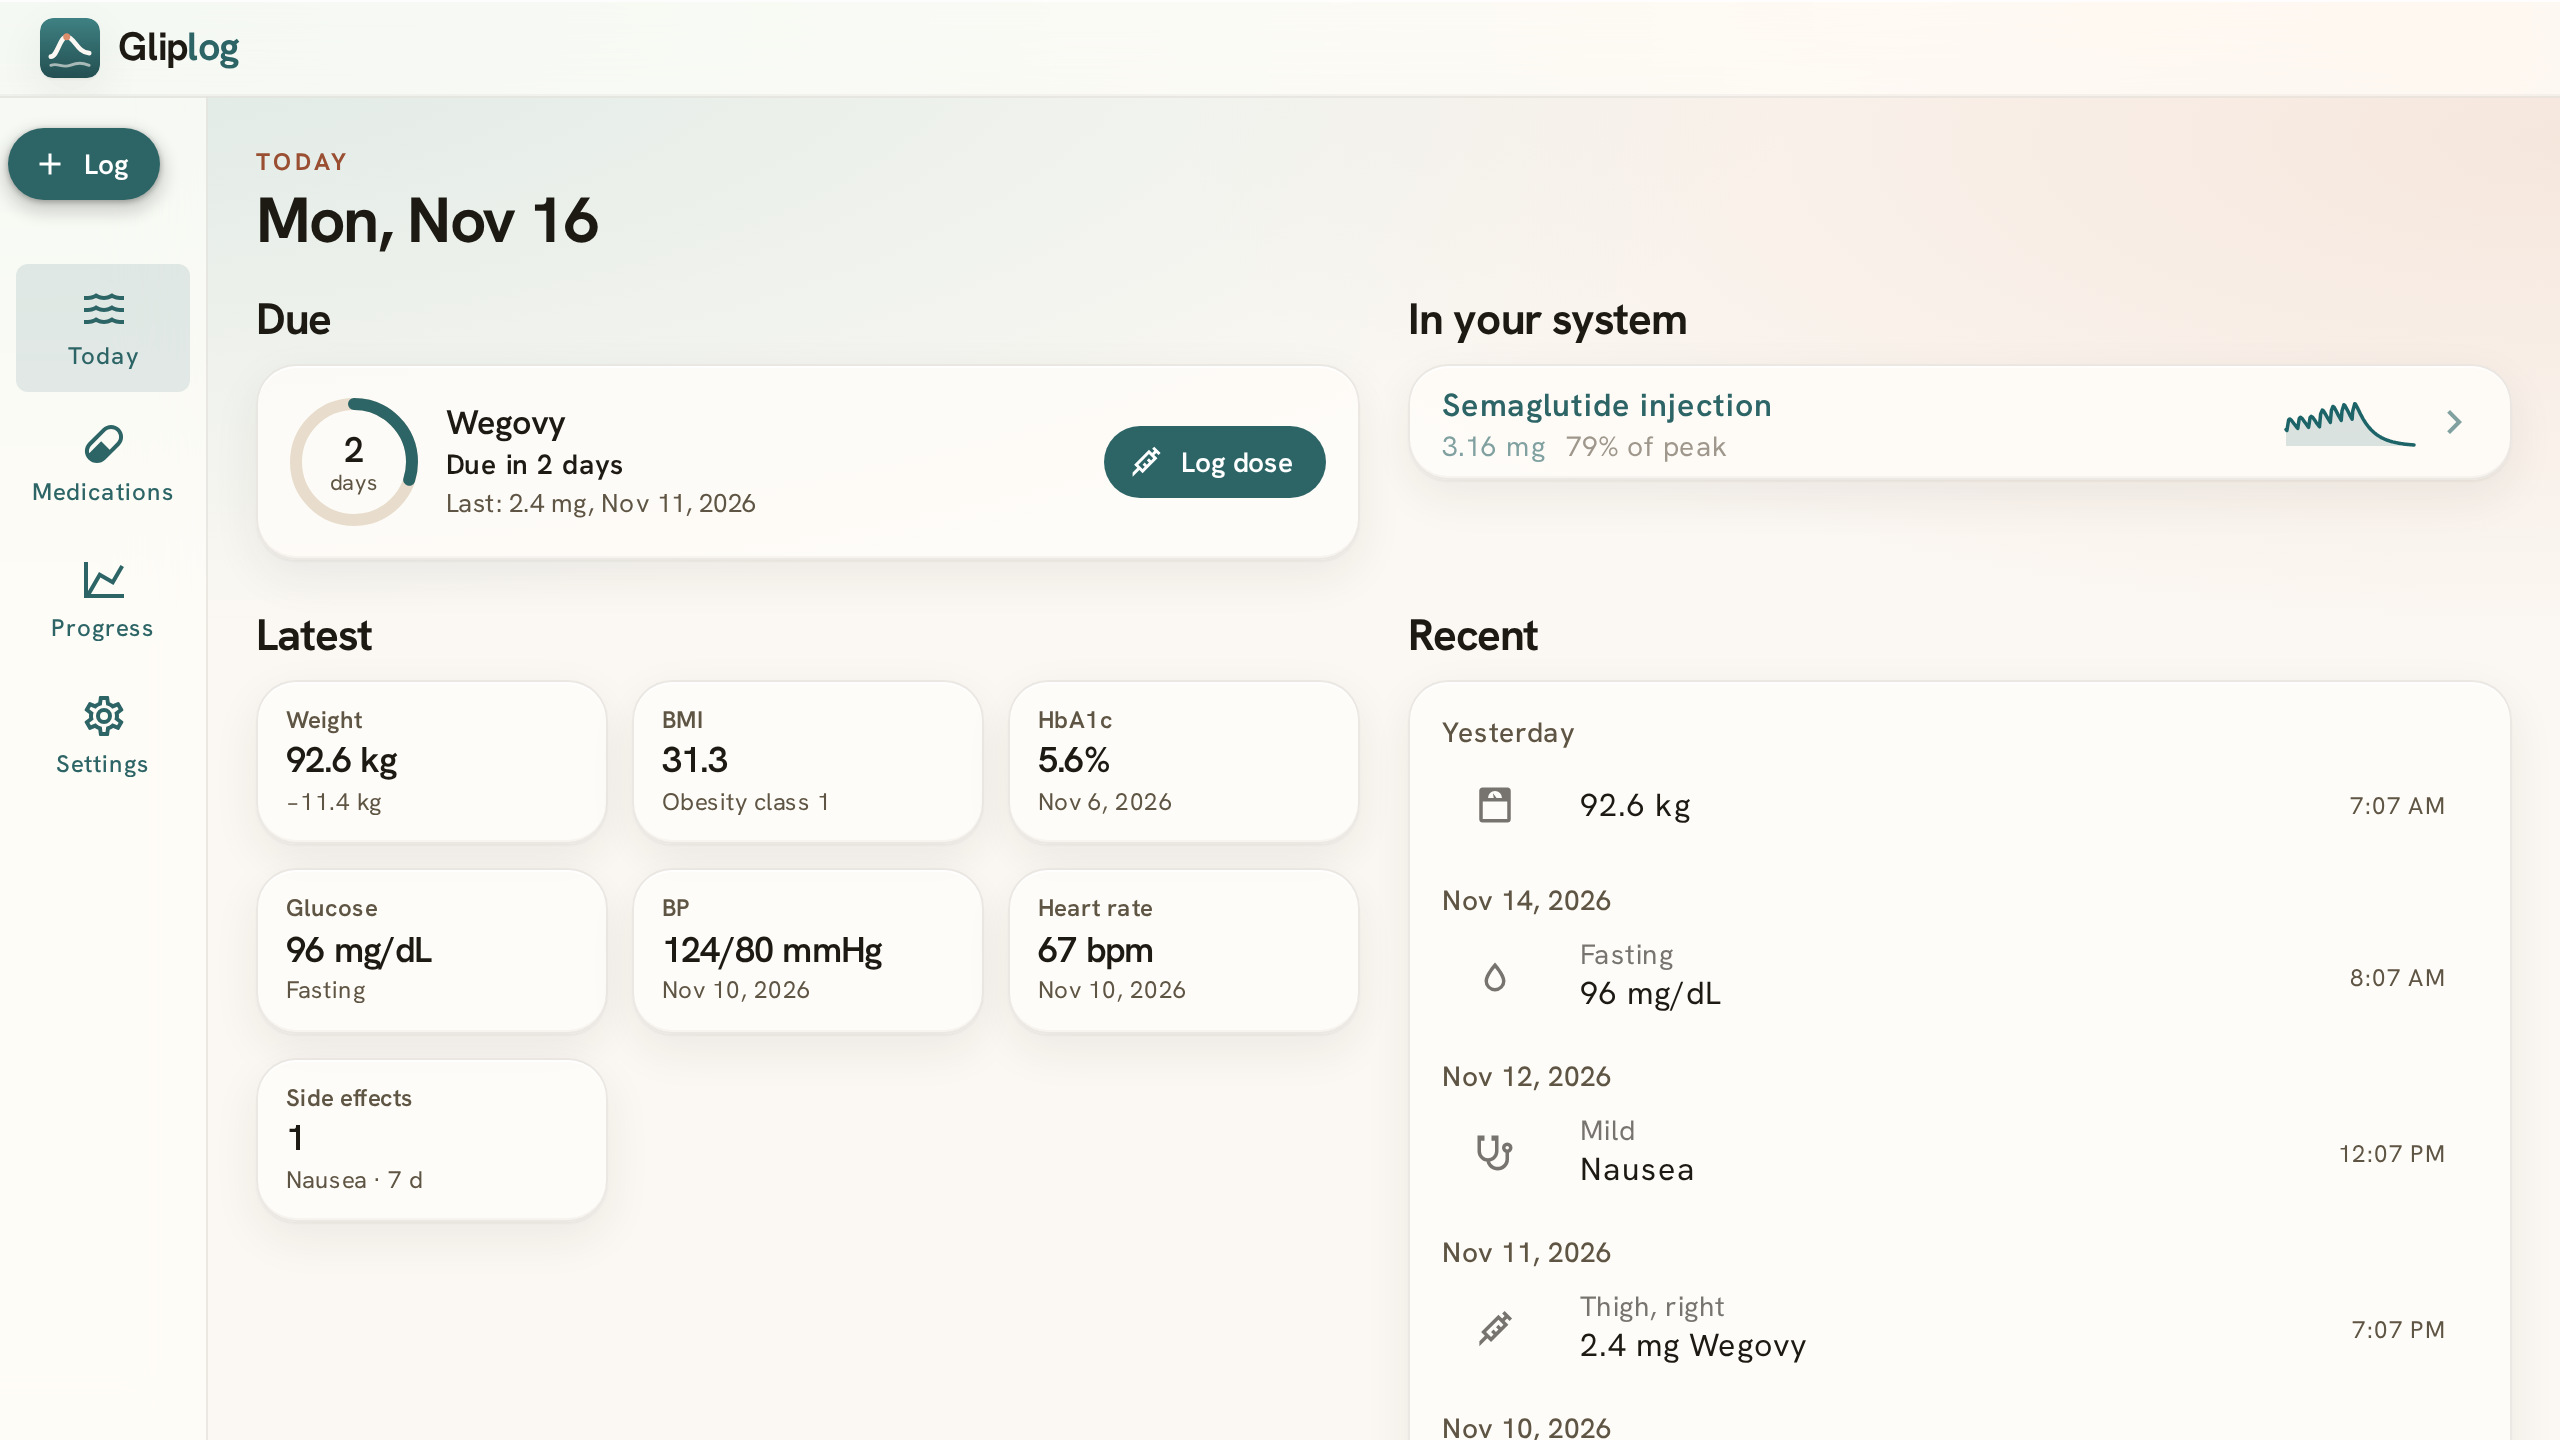 Gliplog
Log
Today
Medications
Progress
Settings
TODAY
Mon, Nov 16
Due
2
days
Wegovy
Due in 2 days
Last: 2.4 mg, Nov 11, 2026
Log dose
In your system
Semaglutide injection
3.16 mg 79% of peak
Latest
Weight
92.6 kg
−11.4 kg
BMI
31.3
Obesity class 1
HbA1c
5.6%
Nov 6, 2026
Glucose
96 mg/dL
Fasting
BP
124/80 mmHg
Nov 10, 2026
Heart rate
67 bpm
Nov 10, 2026
Side effects
1
Nausea · 7 d
Recent
Yesterday
92.6 kg
7:07 AM
Nov 14, 2026
Fasting
96 mg/dL
8:07 AM
Nov 12, 2026
Mild
Nausea
12:07 PM
Nov 11, 2026
Thigh, right
2.4 mg Wegovy
7:07 PM
Nov 10, 2026